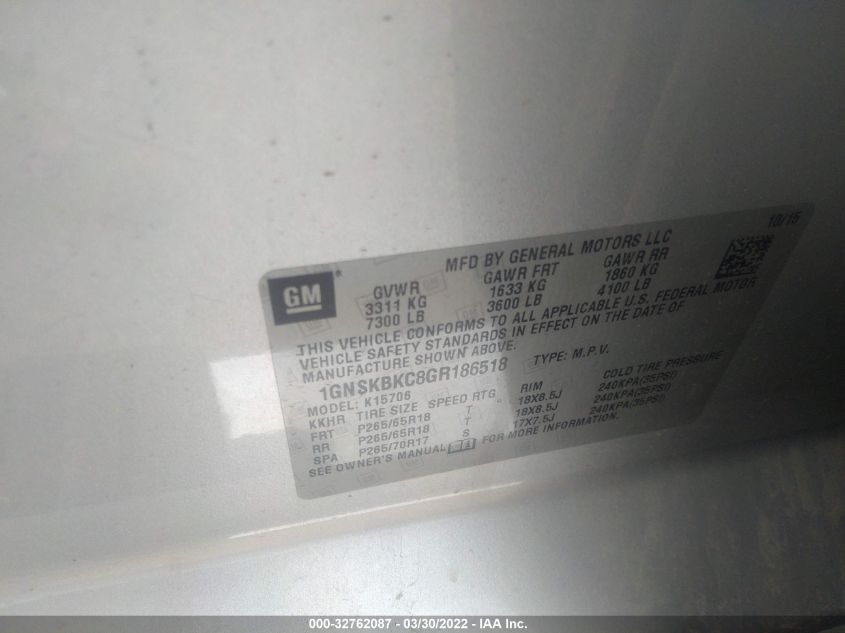 10/15
MFD BY GENERAL MOTORS LLC
GM
GVWR GAWR FRT GAWR RR
3311 KG 1633 KG 1860 KG
7300 LB 3600 LB 4100 LB
THIS VEHICLE CONFORMS TO ALL APPLICABLE U.S. FEDERAL MOTOR
VEHICLE SAFETY STANDARDS IN EFFECT ON THE DATE OF
MANUFACTURE SHOWN ABOVE.
1GNSKBKC8GR186518 TYPE: M.P.V.
MODEL: K15706
KKHR TIRE SIZE SPEED RTG RIM COLD TIRE PRESSURE
FRT P265/65R18 T 18X8.5J 240KPA(35PSI)
RR P265/65R18 T 18X8.5J 240KPA(35PSI)
SPA P265/70R17 S 17X7.5J 240KPA(35PSI)
SEE OWNER'S MANUAL FOR MORE INFORMATION.
000-32762087 - 03/30/2022 - IAA Inc.